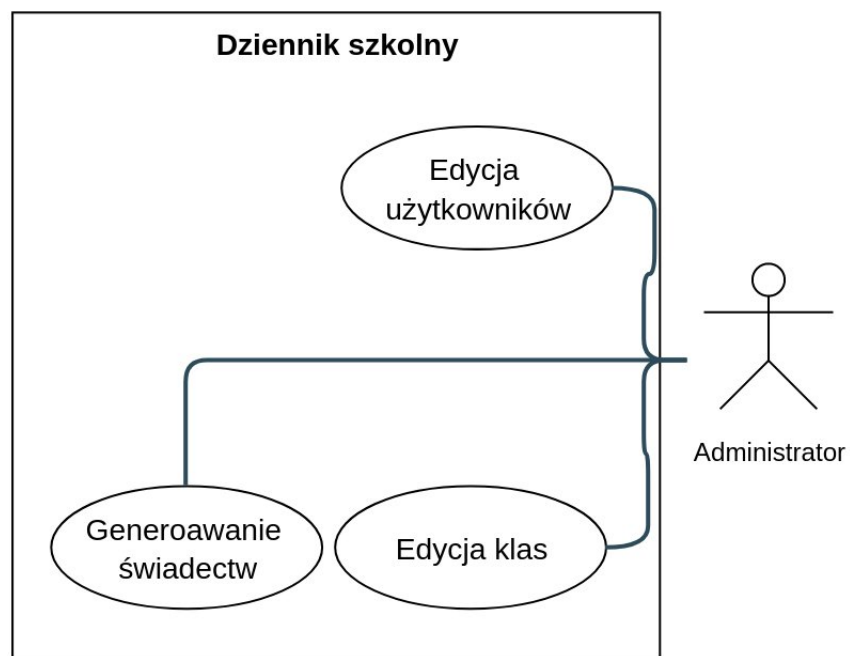 Dziennik szkolny
Edycja
użytkowników
Administrator
Generoawanie
świadectw
Edycja klas